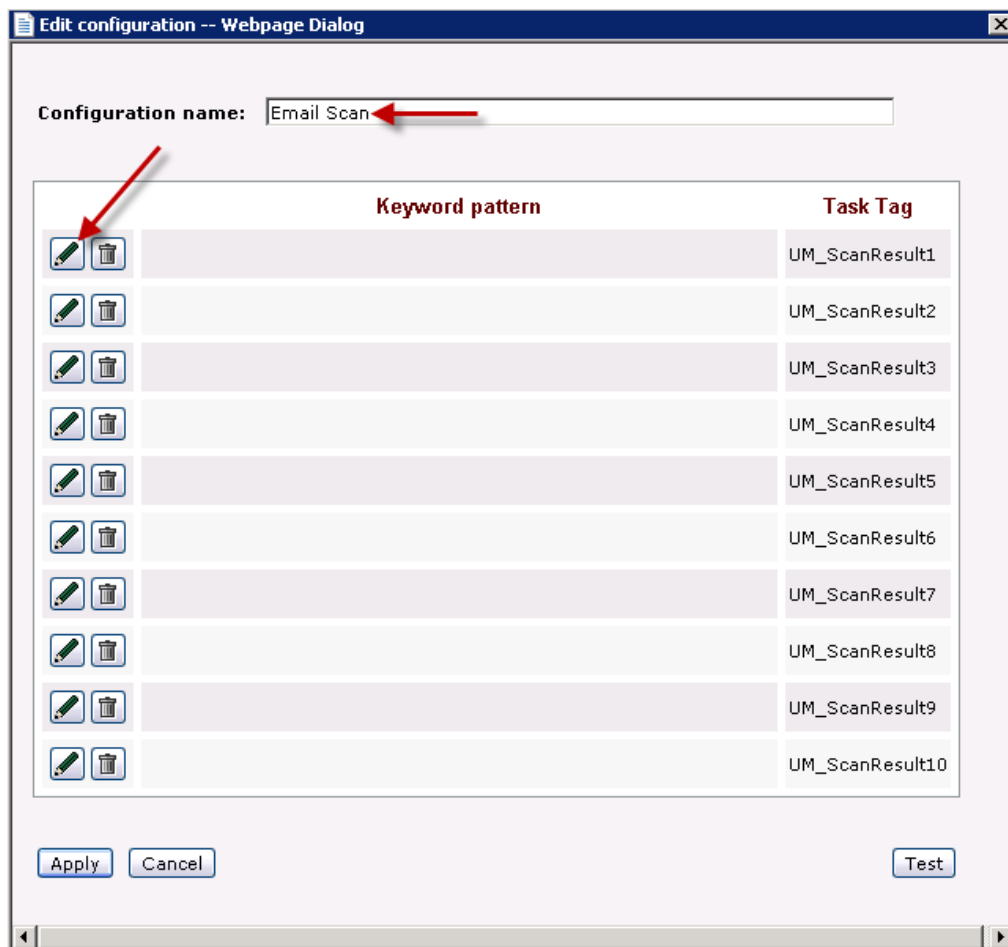 Edit configuration -- Webpage Dialog
Configuration name: Email Scan
Keyword pattern Task Tag
UM_ScanResult1
UM_ScanResult2
UM_ScanResult3
UM_ScanResult4
UM_ScanResult5
UM_ScanResult6
UM_ScanResult7
UM_ScanResult8
UM_ScanResult9
UM_ScanResult10
Apply Cancel Test